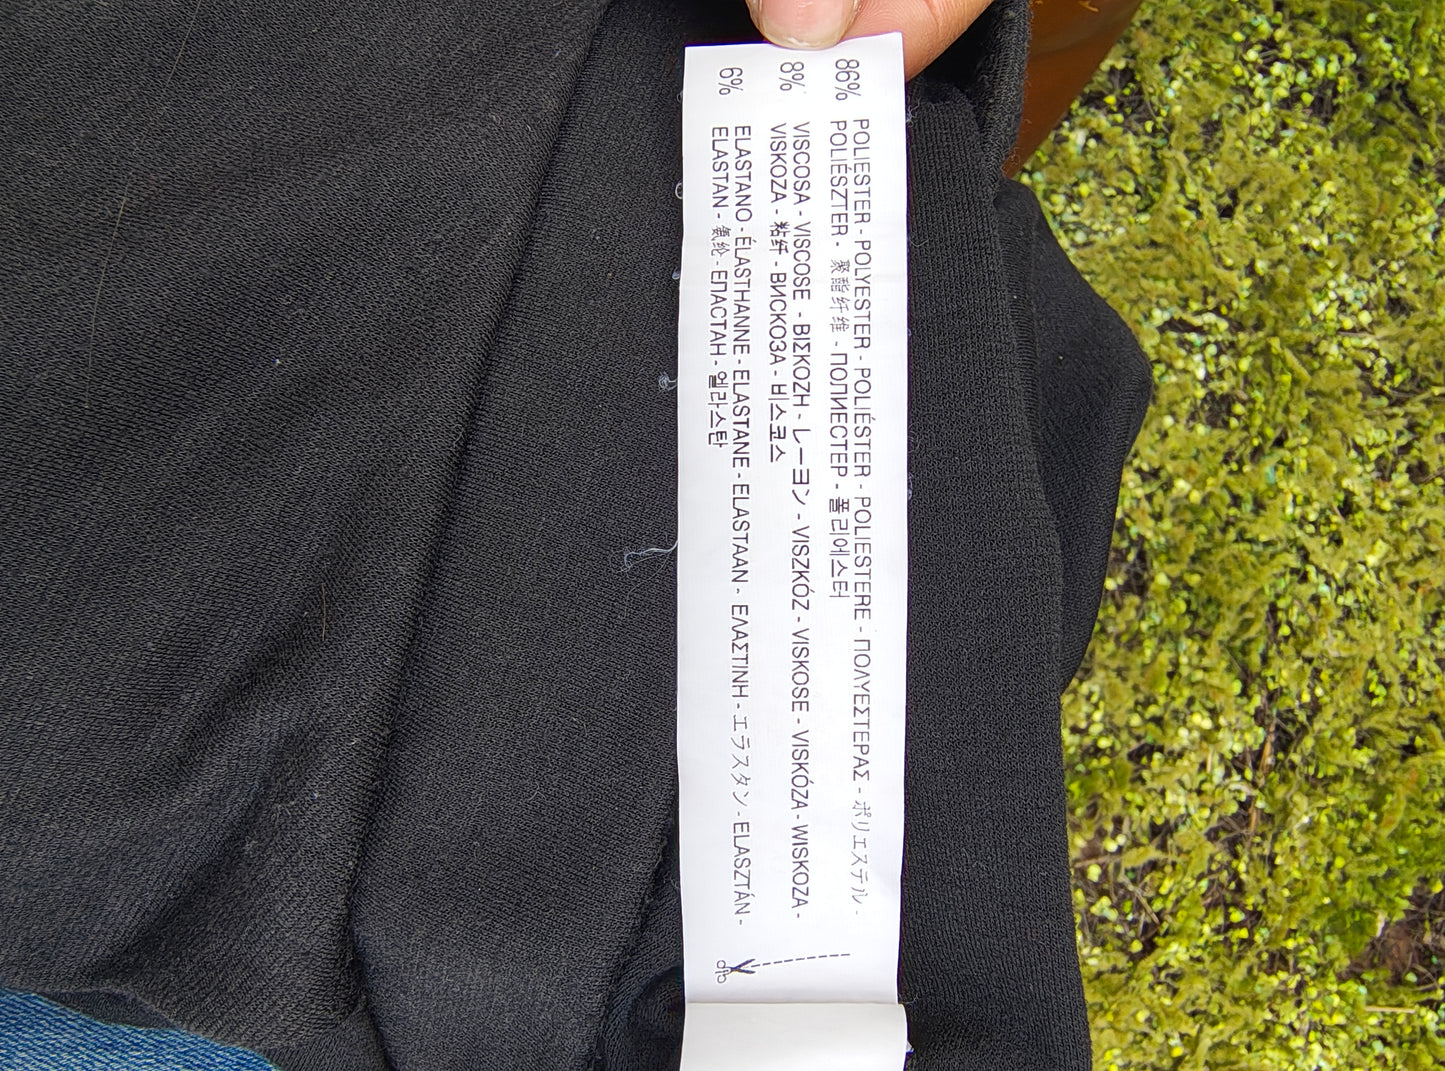 86% POLIESTER - POLYESTER - POLIÉSTER - POLIESTERE - ΠΟΛΥΕΣΤΕΡΑΣ - ポリエステル -
POLIÉSZTER - 聚酯纤维 - ПОЛИЕСТЕР - 폴리에스터
8% VISCOSA - VISCOSE - ΒΙΣΚΟΖΗ - レーヨン - VISZKÓZ - VISKOSE - VISKÓZA - WISKOZA -
VISKOZA - 粘纤 - ВИСКОЗА - 비스코스
6% ELASTANO - ÉLASTHANNE - ELASTANE - ELASTAAN - ΕΛΑΣΤΙΝΗ - エラスタン - ELASZTÁN -
ELASTAN - 氨纶 - ЕПАСТАН - 엘라스탄